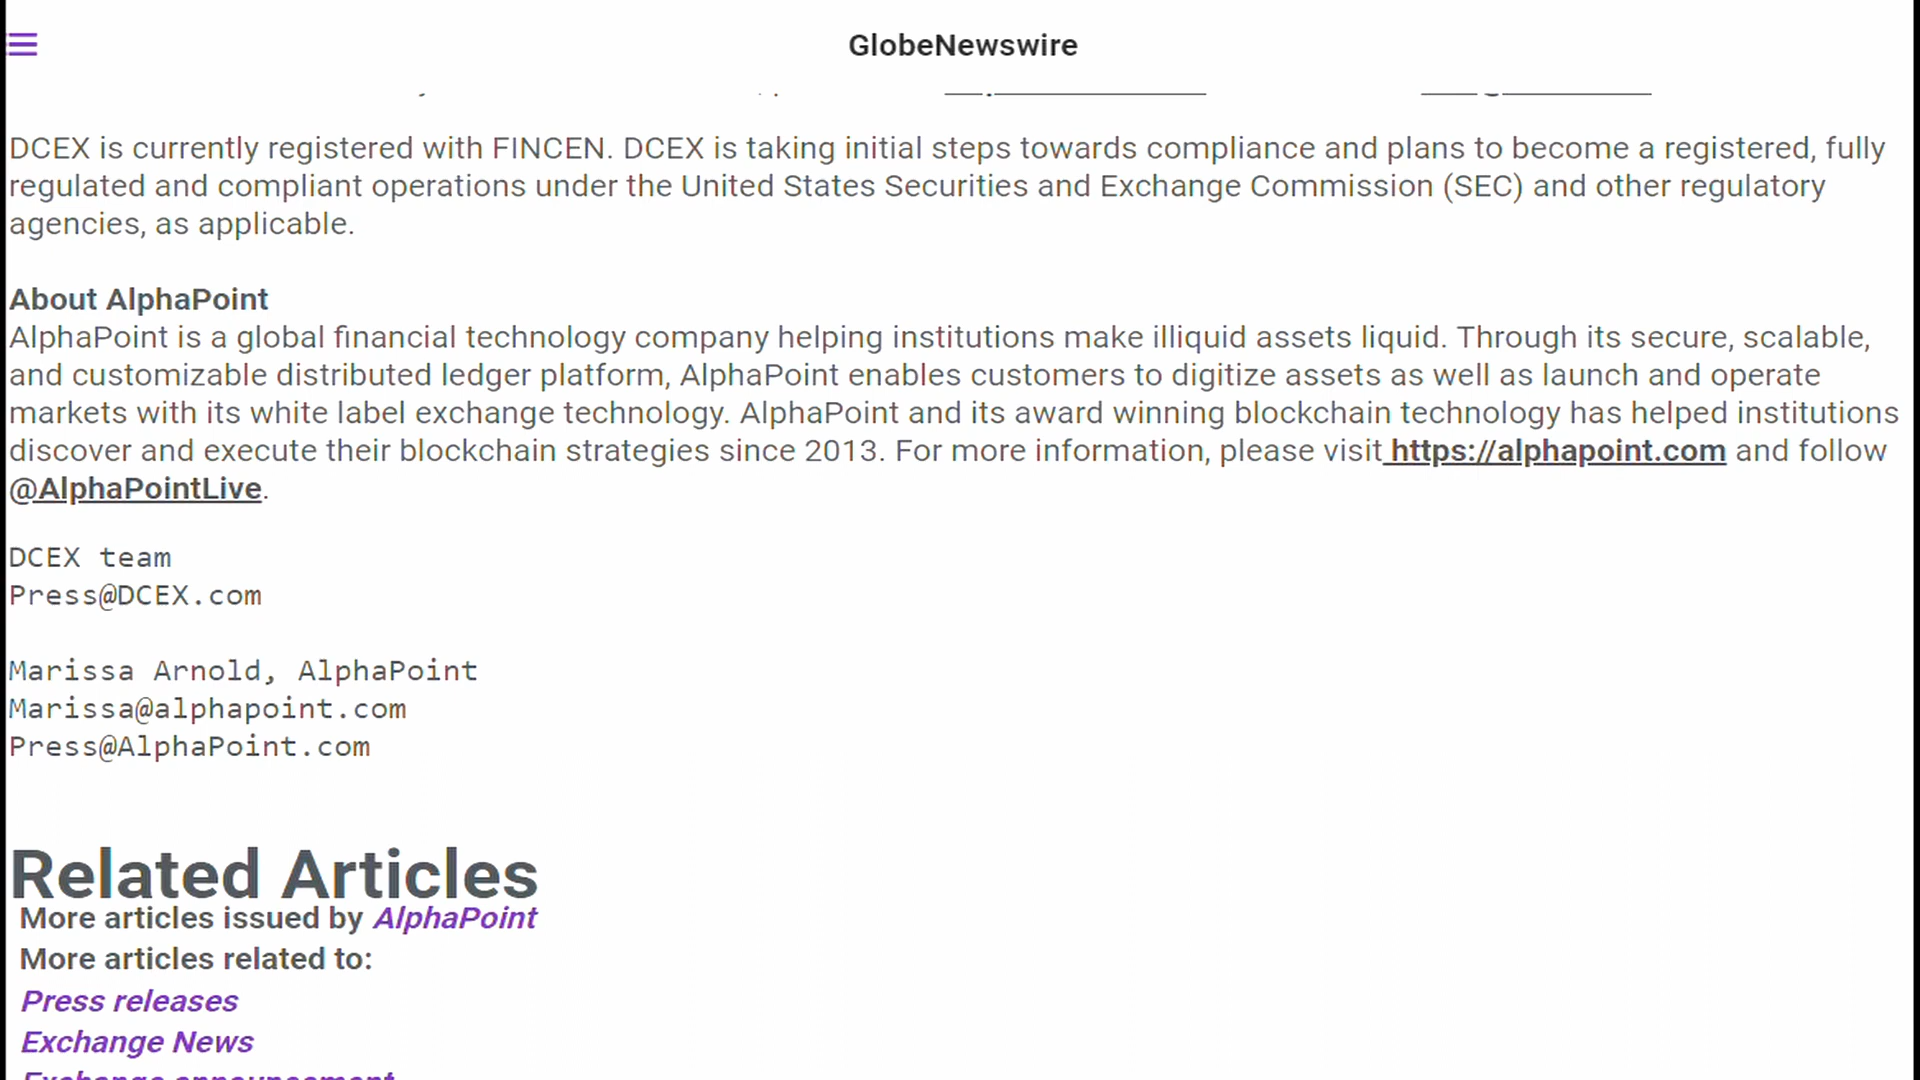 GlobeNewswire
DCEX is currently registered with FINCEN. DCEX is taking initial steps towards compliance and plans to become a registered, fully
regulated and compliant operations under the United States Securities and Exchange Commission (SEC) and other regulatory
agencies, as applicable.
About AlphaPoint
AlphaPoint is a global financial technology company helping institutions make illiquid assets liquid. Through its secure, scalable,
and customizable distributed ledger platform, AlphaPoint enables customers to digitize assets as well as launch and operate
markets with its white label exchange technology. AlphaPoint and its award winning blockchain technology has helped institutions
discover and execute their blockchain strategies since 2013. For more information, please visit https://alphapoint.com and follow
@AlphaPointLive.
DCEX team
Press@DCEX.com
Marissa Arnold, AlphaPoint
Marissa@alphapoint.com
Press@AlphaPoint.com
Related Articles
More articles issued by AlphaPoint
More articles related to:
Press releases
Exchange News
Exchange announcement